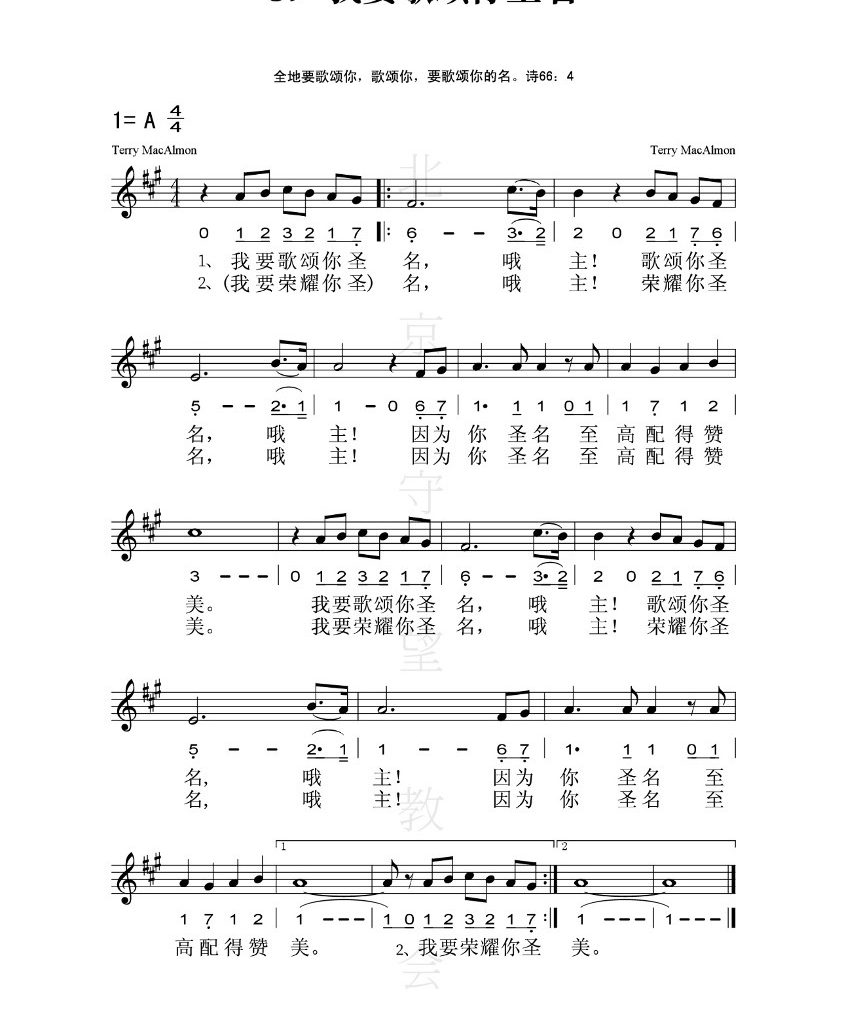 全地要歌颂你，歌颂你，要歌颂你的名。诗66：4
1= A 4/4
Terry MacAlmon Terry MacAlmon
0 1 2 3 2 1 7 6 - - 3· 2 2 0 2 1 7 6
1、我要歌颂你圣 名， 哦 主！ 歌颂你圣
2、(我要荣耀你圣) 名， 哦 主！ 荣耀你圣
5 - - 2· 1 1 - 0 6 7 1· 1 1 0 1 1 7 1 2
名， 哦 主！ 因为 你 圣名 至 高配得赞
名， 哦 主！ 因为 你 圣名 至 高配得赞
3 - - - 0 1 2 3 2 1 7 6 - - 3· 2 2 0 2 1 7 6
美。 我要歌颂你圣 名， 哦 主！ 歌颂你圣
美。 我要荣耀你圣 名， 哦 主！ 荣耀你圣
5 - - 2· 1 1 - - 6 7 1· 1 1 0 1
名, 哦 主！ 因为 你 圣名 至
名, 哦 主！ 因为 你 圣名 至
1 2
1 7 1 2 1 - - - 1 0 1 2 3 2 1 7 1 - - - 1 - - -
高配得赞 美。 2、我要荣耀你圣 美。
北京守望教会